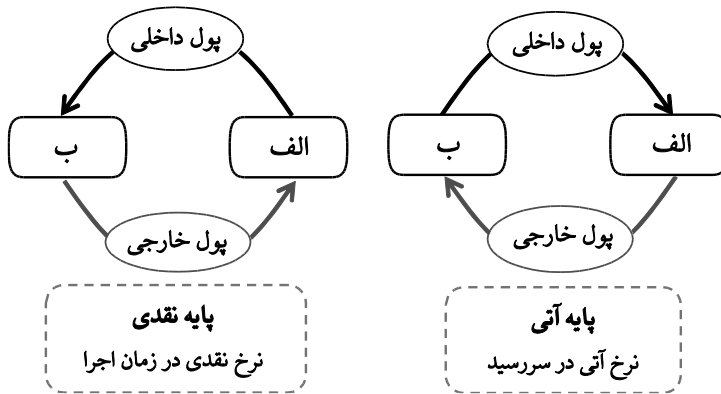 پول داخلی
الف
ب
پول خارجی
پایه آتی
نرخ آتی در سررسید
پول داخلی
الف
ب
پول خارجی
پایه نقدی
نرخ نقدی در زمان اجرا